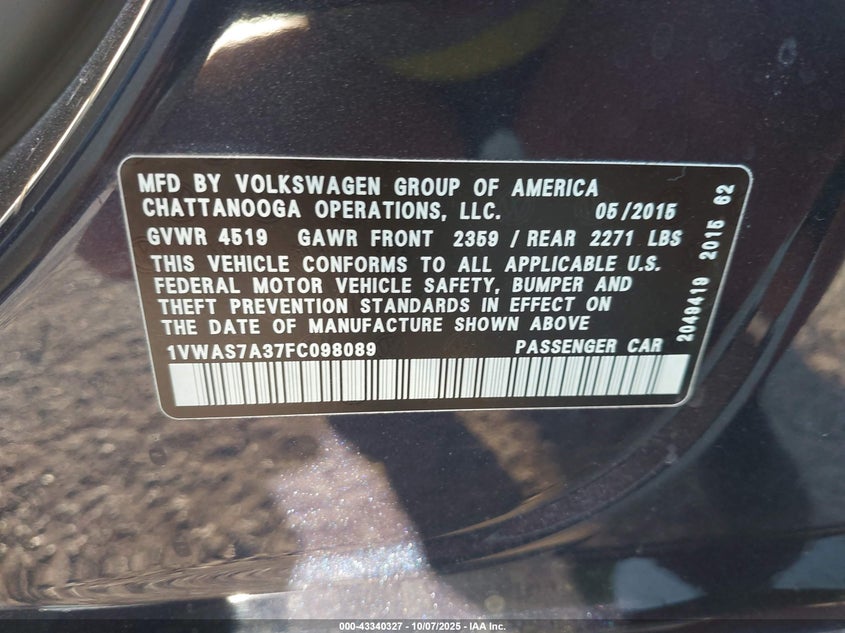 MFD BY VOLKSWAGEN GROUP OF AMERICA
CHATTANOOGA OPERATIONS, LLC. 05/2015
GVWR 4519 GAWR FRONT 2359 / REAR 2271 LBS
THIS VEHICLE CONFORMS TO ALL APPLICABLE U.S.
FEDERAL MOTOR VEHICLE SAFETY, BUMPER AND
THEFT PREVENTION STANDARDS IN EFFECT ON
THE DATE OF MANUFACTURE SHOWN ABOVE
1VWAS7A37FC098089 PASSENGER CAR
2049419 2015 62
000-43340327 - 10/07/2025 - IAA, Inc.